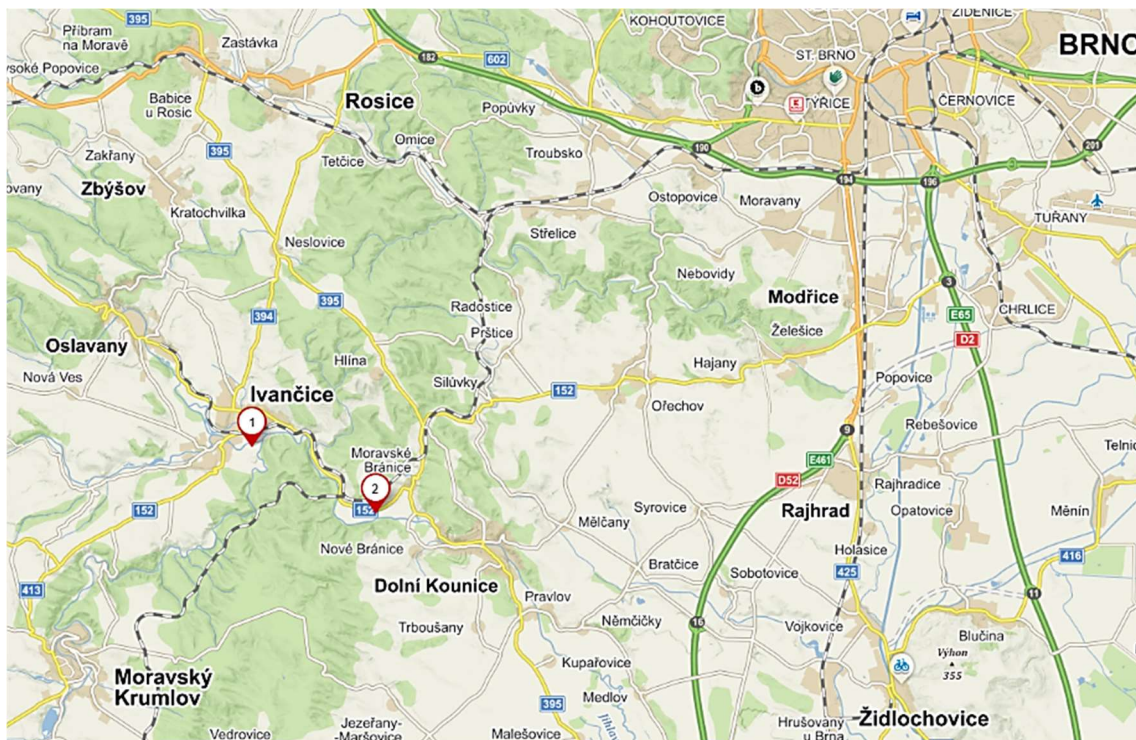 395
Příbram
na Moravě
Zastávka
182
602
KOHOUTOVICE
ŽIDENICE
ST. BRNO
BRNO
ysoké Popovice
Babice
u Rosic
Rosice
Popůvky
b
TÝŘICE
ČERNOVICE
395
Zakřany
Tetčice
Omice
Troubsko
190
201
ovany
Zbýšov
194
196
Kratochvilka
Ostopovice
Moravany
TUŘANY
Neslovice
Střelice
Nebovidy
395
394
Radostice
Modřice
3
CHRLICE
E65
D2
Oslavany
Prštice
Želešice
Nová Ves
Hlína
Hajany
Silůvky
152
Popovice
Ivančice
Ořechov
1
9
Rebešovice
Telnic
Moravské
Bránice
E461
D52
2
152
152
Rajhradice
Syrovice
Rajhrad
Opatovice
Měnín
Mělčany
Nové Bránice
Holasice
416
Bratčice
Sobotovice
425
Dolní Kounice
413
Pravlov
11
Němčičky
16
Vojkovice
Trboušany
Blučina
Výhon
355
Kupařovice
Moravský
Krumlov
Medlov
395
Jihlava
Židlochovice
Vedrovice
Jezeřany-
Maršovice
Malešovice
Hrušovany
u Brna